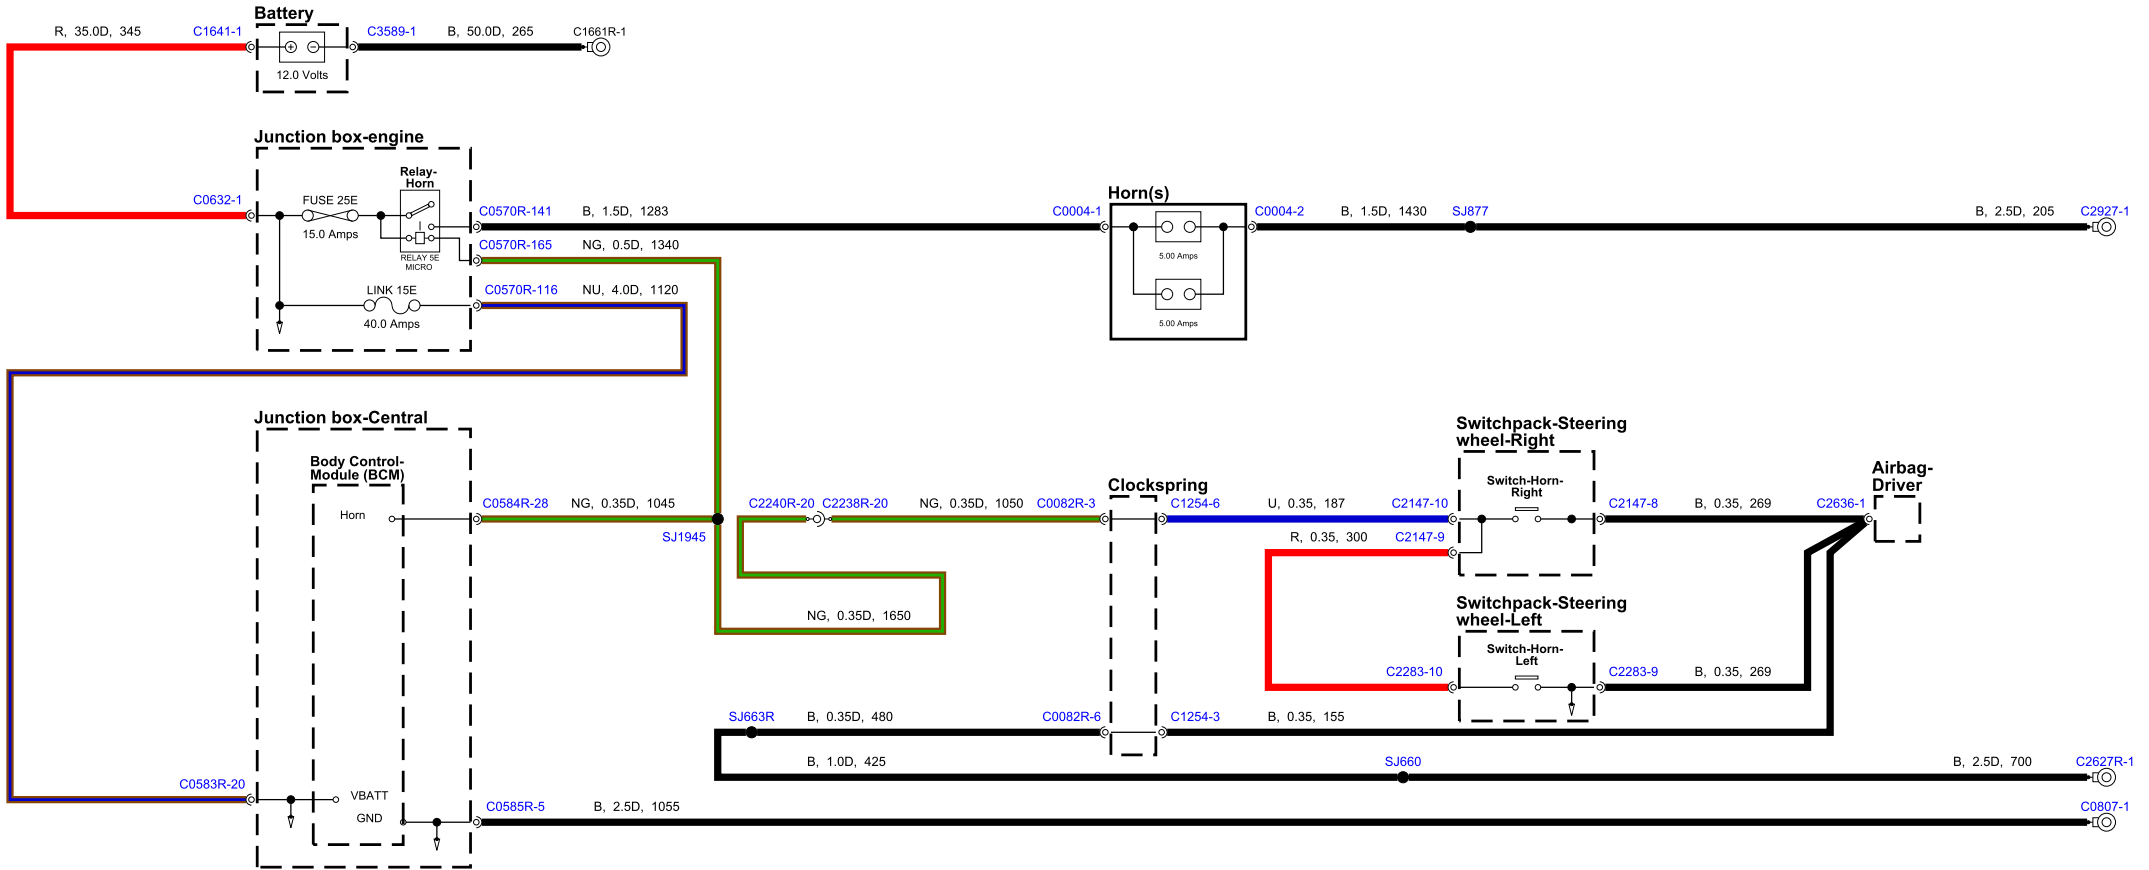 Battery
R, 35.0D, 345
C1641-1
C3589-1
B, 50.0D, 265
C1661R-1
12.0 Volts
Junction box-engine
Relay-
Horn
C0632-1
FUSE 25E
15.0 Amps
RELAY 5E
MICRO
LINK 15E
40.0 Amps
C0570R-141
B, 1.5D, 1283
C0570R-165
NG, 0.5D, 1340
C0570R-116
NU, 4.0D, 1120
Horn(s)
C0004-1
5.00 Amps
5.00 Amps
C0004-2
B, 1.5D, 1430
SJ877
B, 2.5D, 205
C2927-1
Junction box-Central
Body Control-
Module (BCM)
Horn
C0584R-28
NG, 0.35D, 1045
SJ1945
C2240R-20
C2238R-20
NG, 0.35D, 1050
C0082R-3
NG, 0.35D, 1650
Clockspring
C1254-6
U, 0.35, 187
C2147-10
R, 0.35, 300
C2147-9
Switchpack-Steering
wheel-Right
Switch-Horn-
Right
C2147-8
B, 0.35, 269
C2636-1
Airbag-
Driver
Switchpack-Steering
wheel-Left
Switch-Horn-
Left
C2283-10
C2283-9
B, 0.35, 269
SJ663R
B, 0.35D, 480
C0082R-6
C1254-3
B, 0.35, 155
B, 1.0D, 425
SJ660
B, 2.5D, 700
C2627R-1
C0583R-20
VBATT
GND
C0585R-5
B, 2.5D, 1055
C0807-1